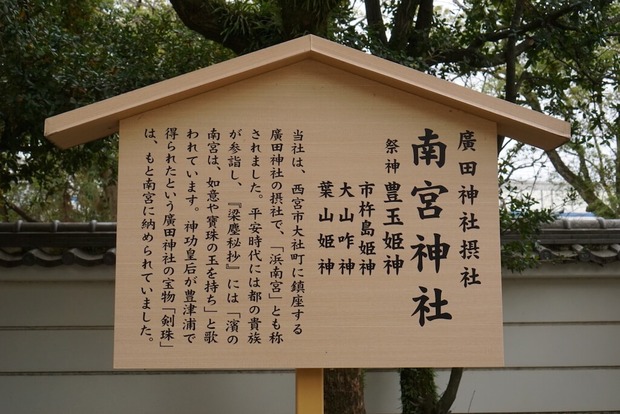 廣田神社摂社
南宮神社
祭神 豊玉姫神
市杵島姫神
大山咋神
葉山姫神
当社は、西宮市大社町に鎮座する
廣田神社の摂社で、「浜南宮」とも称
されました。平安時代には都の貴族
が参詣し、『梁塵秘抄』には「濱の
南宮は、如意や寶珠の玉を持ち」と歌
われています。神功皇后が豊津浦で
得られたという廣田神社の宝物「剣珠」
は、もと南宮に納められていました。